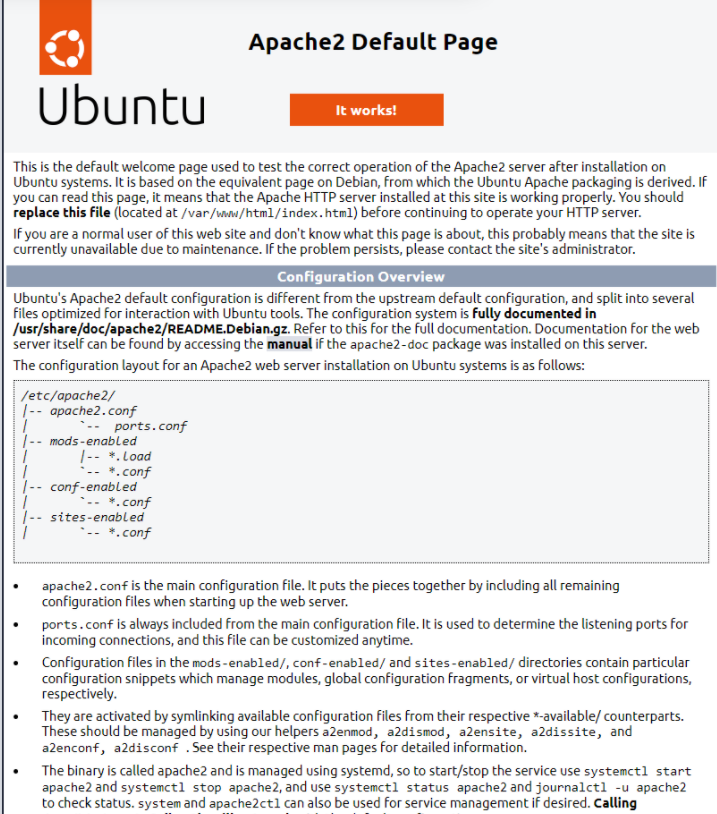 Apache2 Default Page
Ubuntu
It works!
This is the default welcome page used to test the correct operation of the Apache2 server after installation on
Ubuntu systems. It is based on the equivalent page on Debian, from which the Ubuntu Apache packaging is derived. If
you can read this page, it means that the Apache HTTP server installed at this site is working properly. You should
replace this file (located at /var/www/html/index.html) before continuing to operate your HTTP server.
If you are a normal user of this web site and don't know what this page is about, this probably means that the site is
currently unavailable due to maintenance. If the problem persists, please contact the site's administrator.
Configuration Overview
Ubuntu's Apache2 default configuration is different from the upstream default configuration, and split into several
files optimized for interaction with Ubuntu tools. The configuration system is fully documented in
/usr/share/doc/apache2/README.Debian.gz. Refer to this for the full documentation. Documentation for the web
server itself can be found by accessing the manual if the apache2-doc package was installed on this server.
The configuration layout for an Apache2 web server installation on Ubuntu systems is as follows:
/etc/apache2/
|-- apache2.conf
|       `--  ports.conf
|-- mods-enabled
|       |-- *.load
|       `-- *.conf
|-- conf-enabled
|       `-- *.conf
|-- sites-enabled
|       `-- *.conf
• apache2.conf is the main configuration file. It puts the pieces together by including all remaining
configuration files when starting up the web server.
• ports.conf is always included from the main configuration file. It is used to determine the listening ports for
incoming connections, and this file can be customized anytime.
• Configuration files in the mods-enabled/, conf-enabled/ and sites-enabled/ directories contain particular
configuration snippets which manage modules, global configuration fragments, or virtual host configurations,
respectively.
• They are activated by symlinking available configuration files from their respective *-available/ counterparts.
These should be managed by using our helpers a2enmod, a2dismod, a2ensite, a2dissite, and
a2enconf, a2disconf . See their respective man pages for detailed information.
• The binary is called apache2 and is managed using systemd, so to start/stop the service use systemctl start
apache2 and systemctl stop apache2, and use systemctl status apache2 and journalctl -u apache2
to check status. system and apache2ctl can also be used for service management if desired. Calling